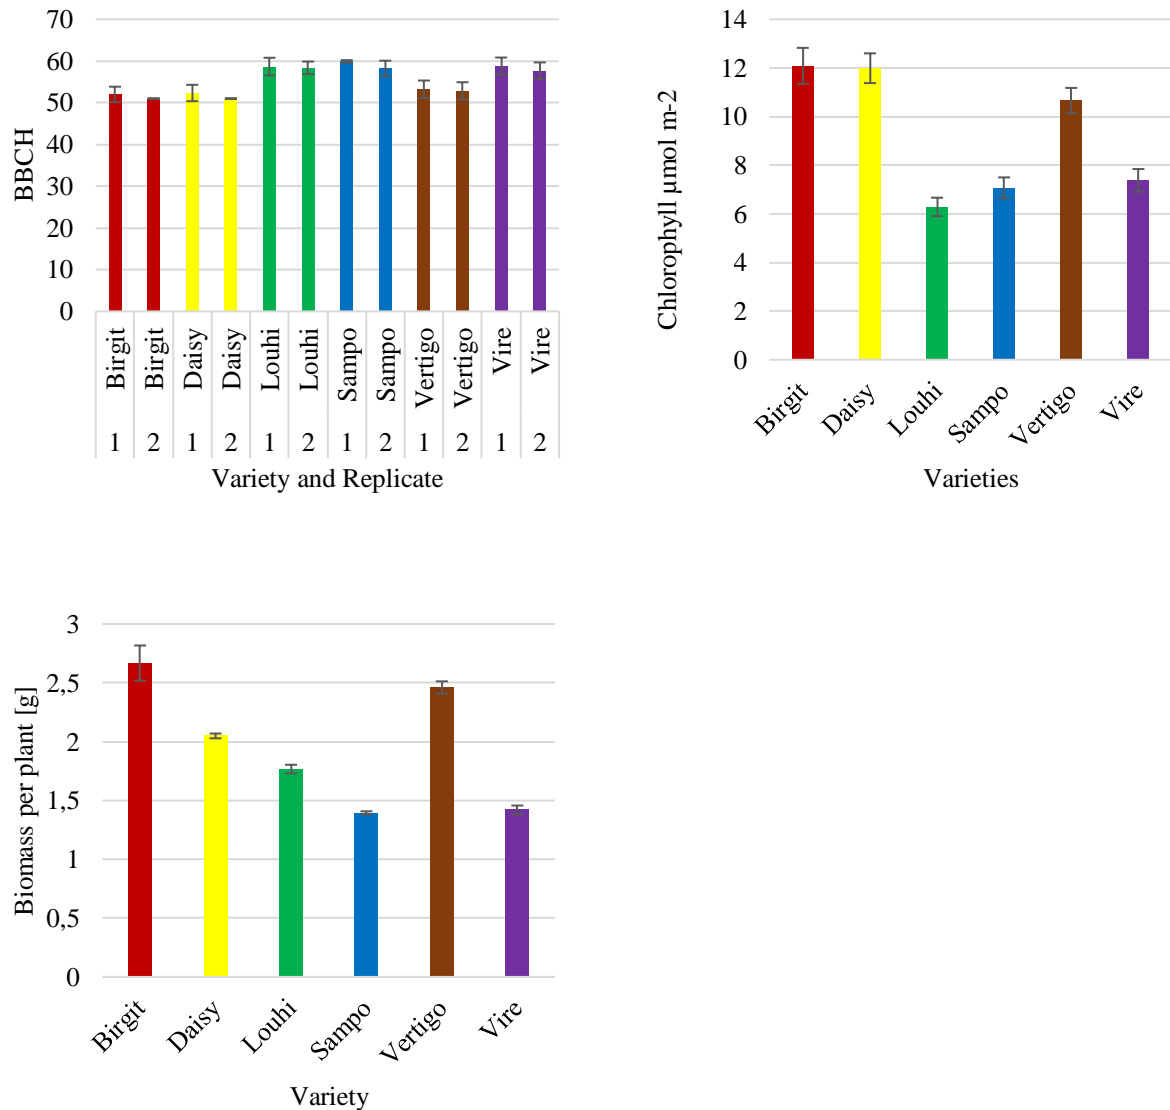 70
60
50
40
30
20
10
0
BBCH
Birgit Birgit Daisy Daisy Louhi Louhi Sampo Sampo Vertigo Vertigo Vire Vire
1 2 1 2 1 2 1 2 1 2 1 2
Variety and Replicate
14
12
10
8
6
4
2
0
Chlorophyll µmol m-2
Birgit Daisy Louhi Sampo Vertigo Vire
Varieties
3
2,5
2
1,5
1
0,5
0
Biomass per plant [g]
Birgit Daisy Louhi Sampo Vertigo Vire
Variety